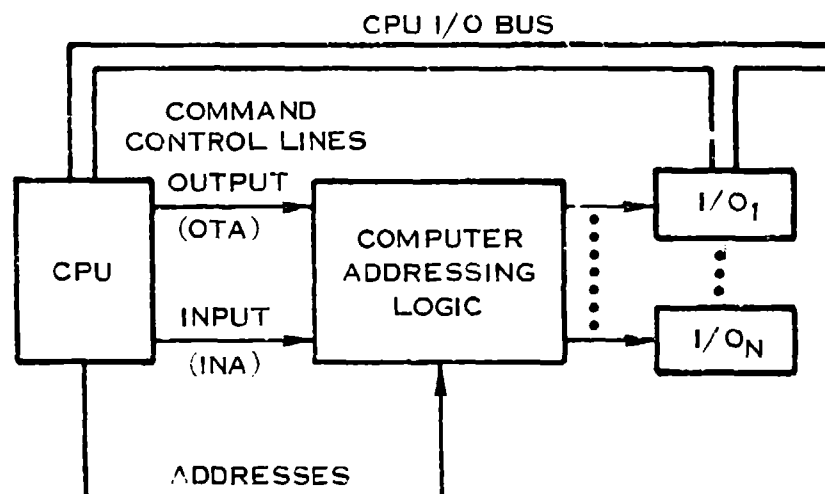 CPU I/O BUS
COMMAND
CONTROL LINES
OUTPUT
(OTA)
CPU
INPUT
(INA)
COMPUTER
ADDRESSING
LOGIC
I/O1
I/ON
ADDRESSES